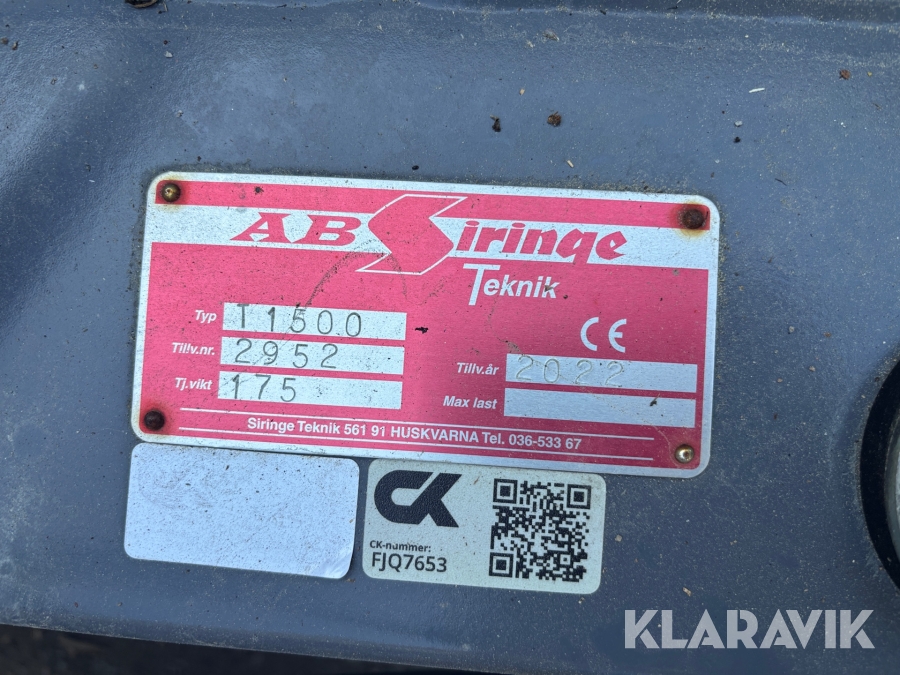 AB Siringe
Teknik
Typ T1500
Tillv.nr. 2952
Tj.vikt 175
CE
Tillv.år 2022
Max last
Siringe Teknik 561 91 HUSKVARNA Tel. 036-533 67
CK
CK-nummer:
FJQ7653
KLARAVIK